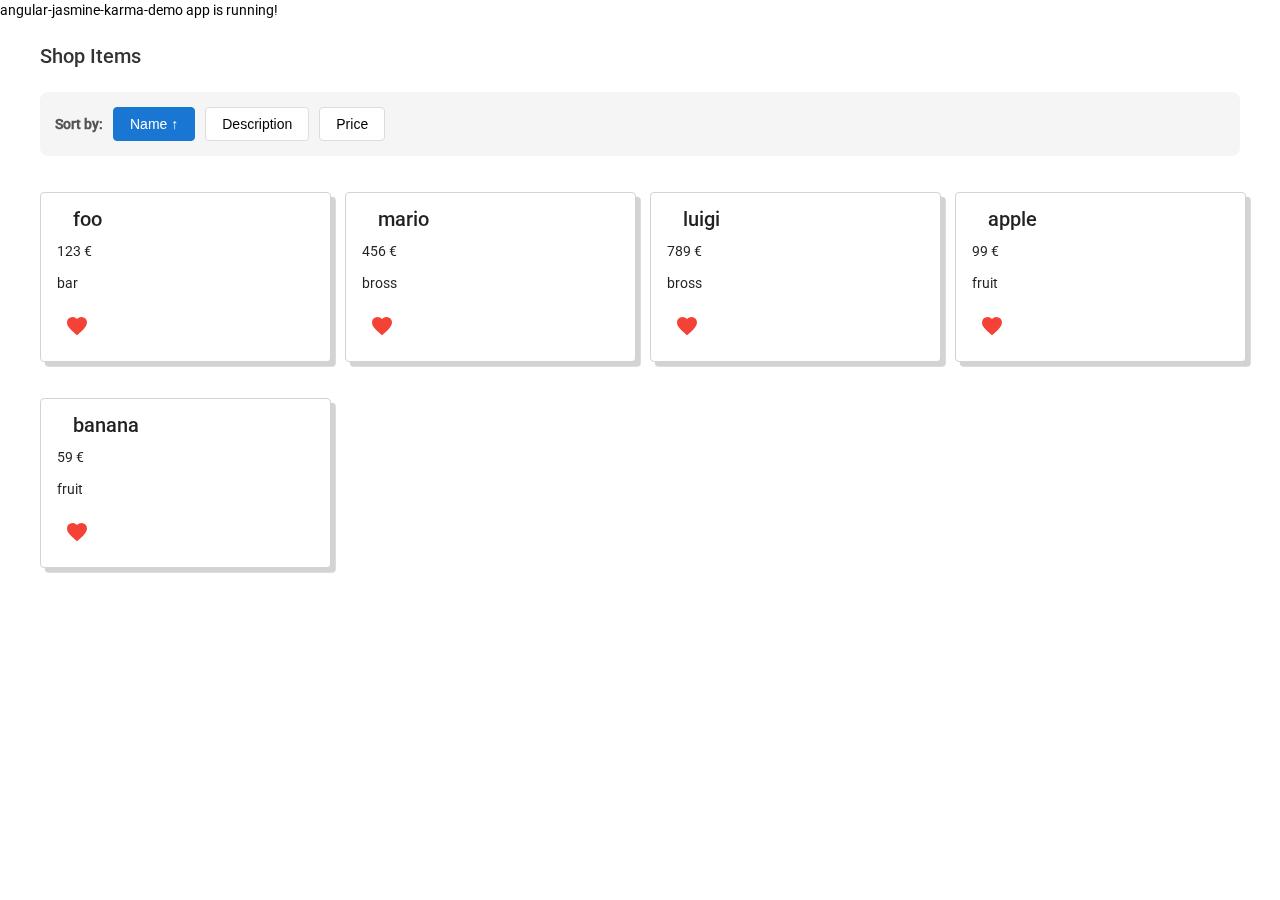 angular-jasmine-karma-demo app is running!
Shop Items
Sort by: Name ↑ Description Price
foo mario luigi apple
123 € 456 € 789 € 99 €
bar bross bross fruit
banana
59 €
fruit